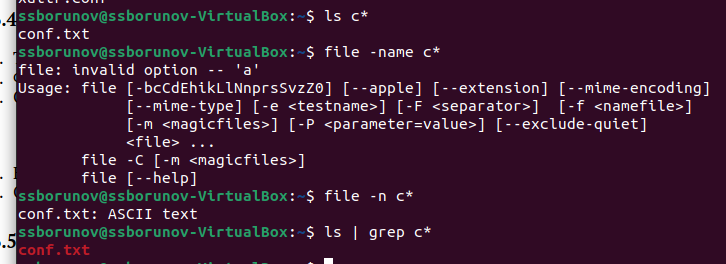 ssborunov@ssborunov-VirtualBox:~$ ls c*
conf.txt
ssborunov@ssborunov-VirtualBox:~$ file -name c*
file: invalid option -- 'a'
Usage: file [-bcCdEhikLlNnprsSvzZ0] [--apple] [--extension] [--mime-encoding]
            [--mime-type] [-e <testname>] [-F <separator>]  [-f <namefile>]
            [-m <magicfiles>] [-P <parameter=value>] [--exclude-quiet]
            <file> ...
       file -C [-m <magicfiles>]
       file [--help]
ssborunov@ssborunov-VirtualBox:~$ file -n c*
conf.txt: ASCII text
ssborunov@ssborunov-VirtualBox:~$ ls | grep c*
conf.txt